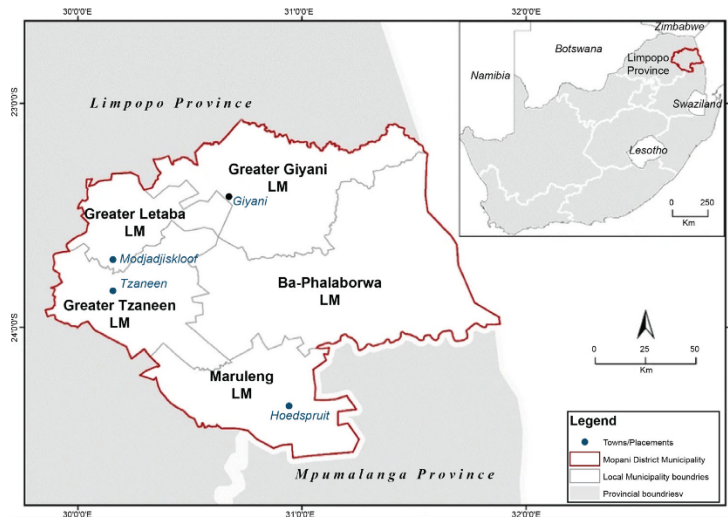 30°0'0"E
31°0'0"E
32°0'0"E
23°0'0"S
24°0'0"S
Limpopo Province
Greater Giyani
LM
Giyani
Greater Letaba
LM
Modjadjiskloof
Tzaneen
Greater Tzaneen
LM
Ba-Phalaborwa
LM
Maruleng
LM
Hoedspruit
Mpumalanga Province
Zimbabwe
Botswana
Limpopo
Province
Namibia
Swaziland
Lesotho
0 250
Km
0 25 50
Km
Legend
Towns/Placements
Mopani District Municipality
Local Municipality boundries
Provincial boundriesv
30°0'0"E
31°0'0"E
32°0'0"E